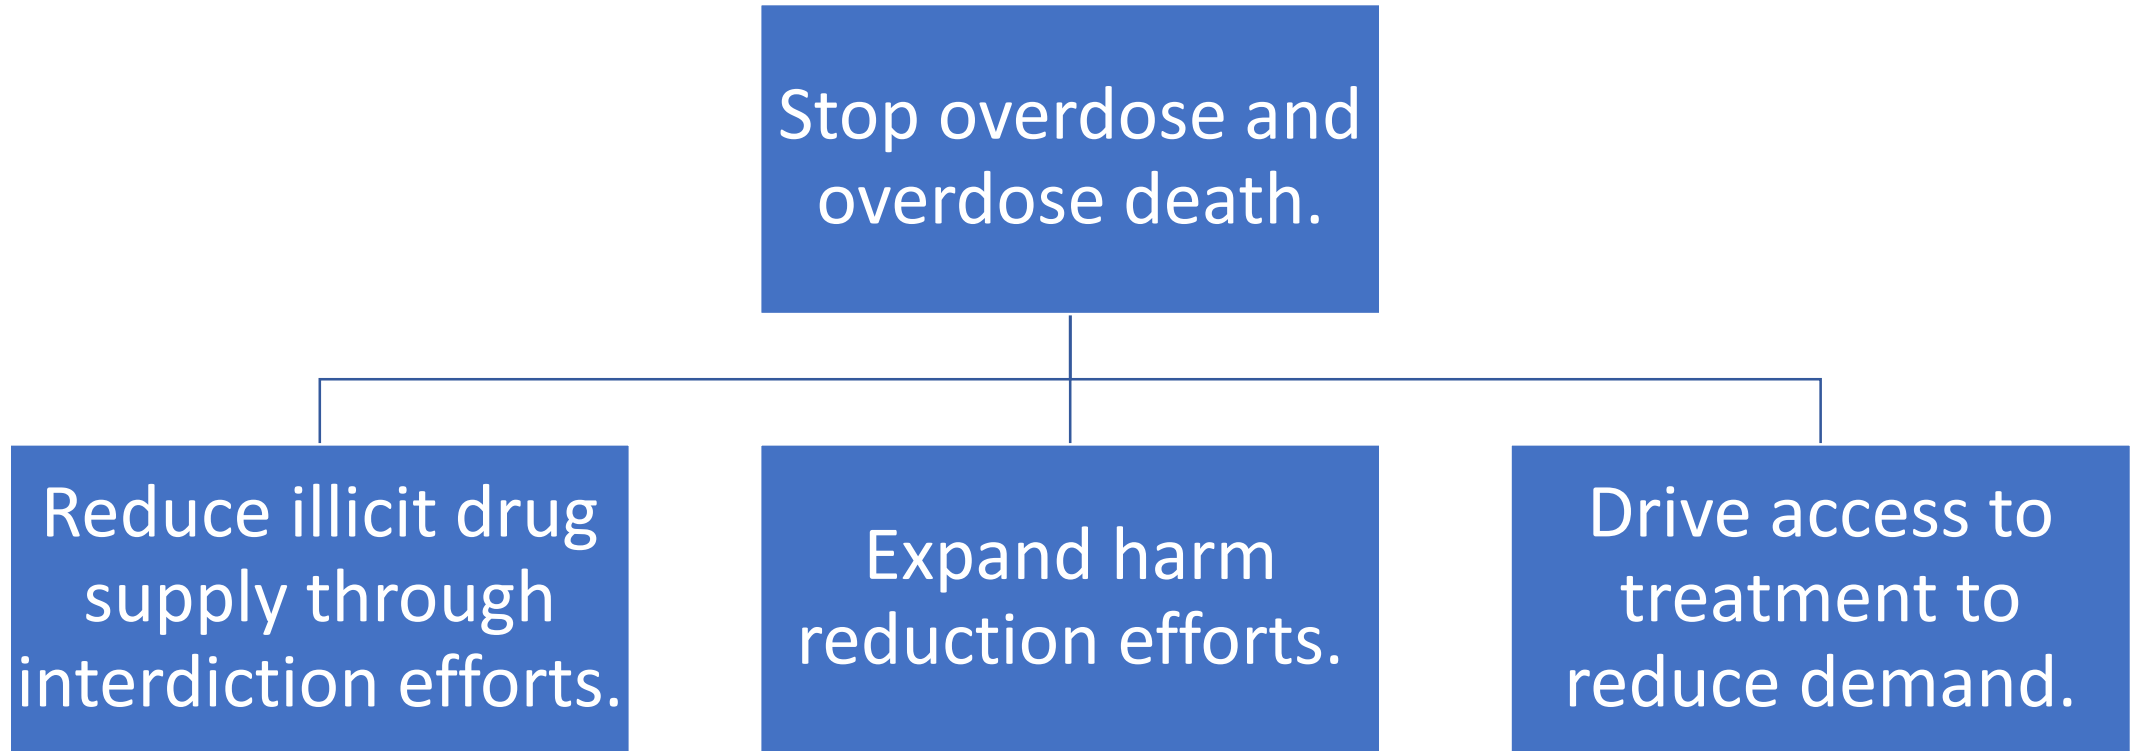 Stop overdose and
overdose death.
Reduce illicit drug
supply through
interdiction efforts.
Expand harm
reduction efforts.
Drive access to
treatment to
reduce demand.